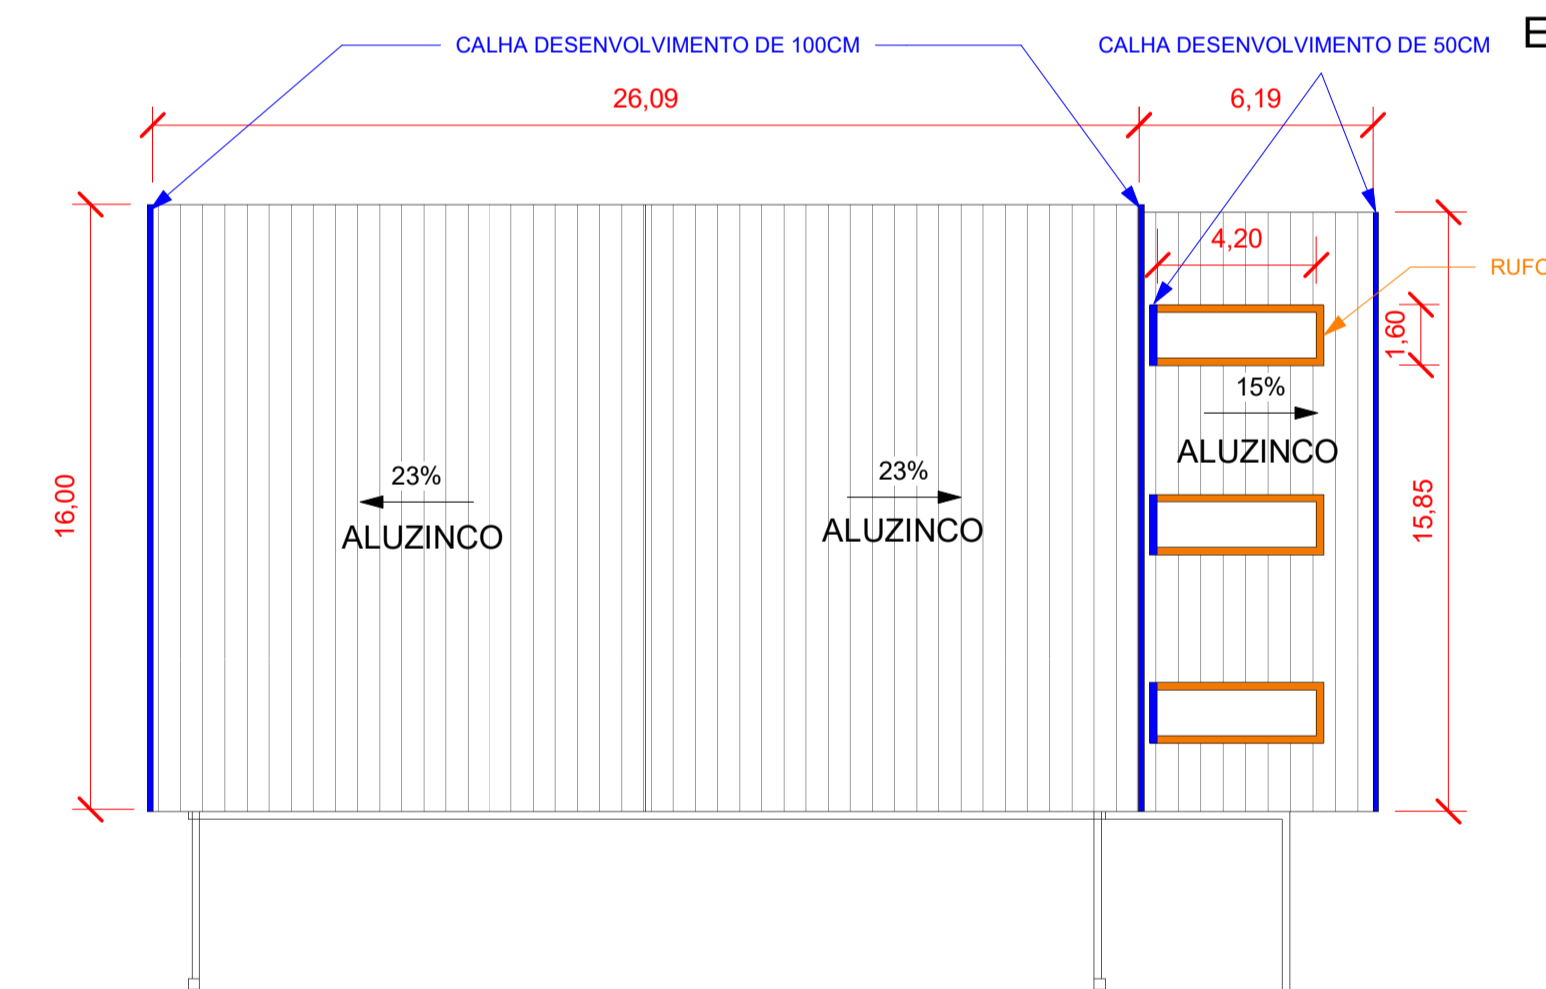 CALHA DESENVOLVIMENTO DE 100CM
CALHA DESENVOLVIMENTO DE 50CM
26,09
6,19
4,20
1,60
15%
ALUZINCO
23%
ALUZINCO
23%
ALUZINCO
16,00
15,85